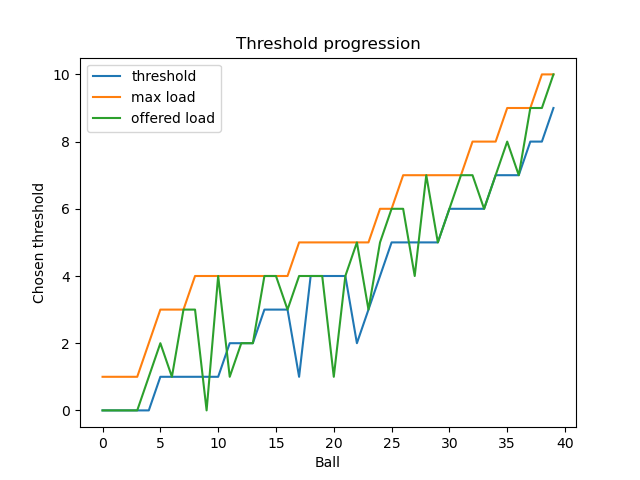 Threshold progression
threshold
max load
offered load
Chosen threshold
10
8
6
4
2
0
0 5 10 15 20 25 30 35 40
Ball